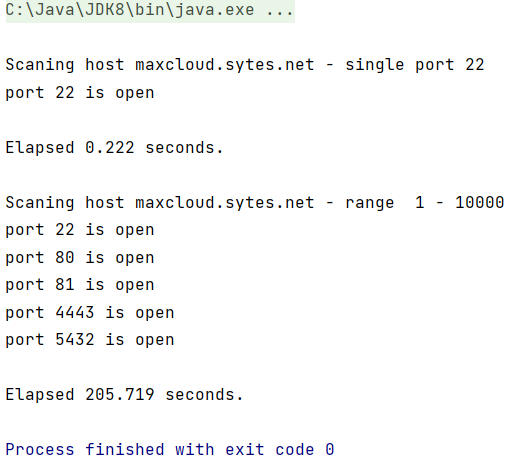 C:\Java\JDK8\bin\java.exe ...
Scaning host maxcloud.sytes.net - single port 22
port 22 is open
Elapsed 0.222 seconds.
Scaning host maxcloud.sytes.net - range  1 - 10000
port 22 is open
port 80 is open
port 81 is open
port 4443 is open
port 5432 is open
Elapsed 205.719 seconds.
Process finished with exit code 0